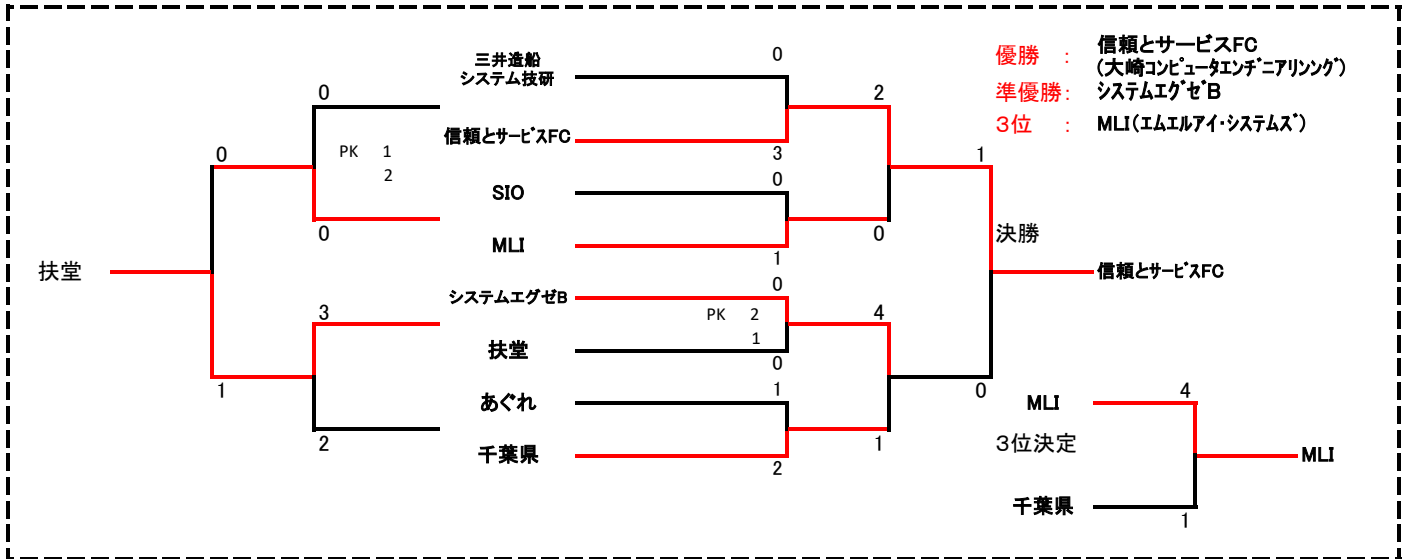 三井造船
システム技研
0
優勝 : 信頼とサービスFC
(大崎コンピュータエンヂニアリンング)
準優勝: システムエグゼB
3位 : MLI(エムエルアイ・システムズ)
0
2
信頼とサービスFC
3
PK 1
2
0
1
SIO
0
0
0
MLI
1
決勝
扶堂
信頼とサービスFC
システムエグゼB
0
3
PK 2
1
4
扶堂
0
1
あぐれ
1
0
MLI
4
2
千葉県
2
1
3位決定
MLI
千葉県
1